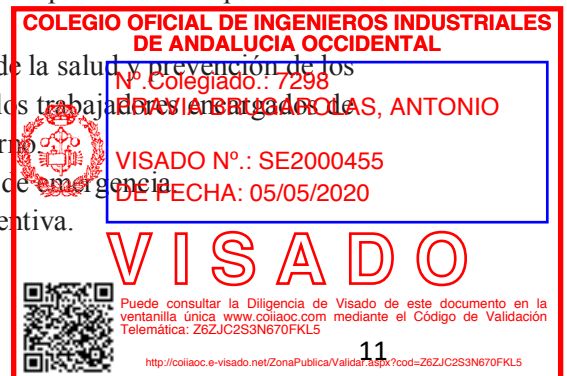 COLEGIO OFICIAL DE INGENIEROS INDUSTRIALES
DE ANDALUCIA OCCIDENTAL
de la salud y prevención de los
Nº.Colegiado.: 7298
los trabajadores encargados de
PRAVIA BRUGAROLAS, ANTONIO
VISADO Nº.: SE2000455
de emergencia
DE FECHA: 05/05/2020
entiva.
VISADO
Puede consultar la Diligencia de Visado de este documento en la
ventanilla única www.coiiaoc.com mediante el Código de Validación
Telemática: Z6ZJC2S3N670FKL5
11
http://coiiaoc.e-visado.net/ZonaPublica/Validar.aspx?cod=Z6ZJC2S3N670FKL5